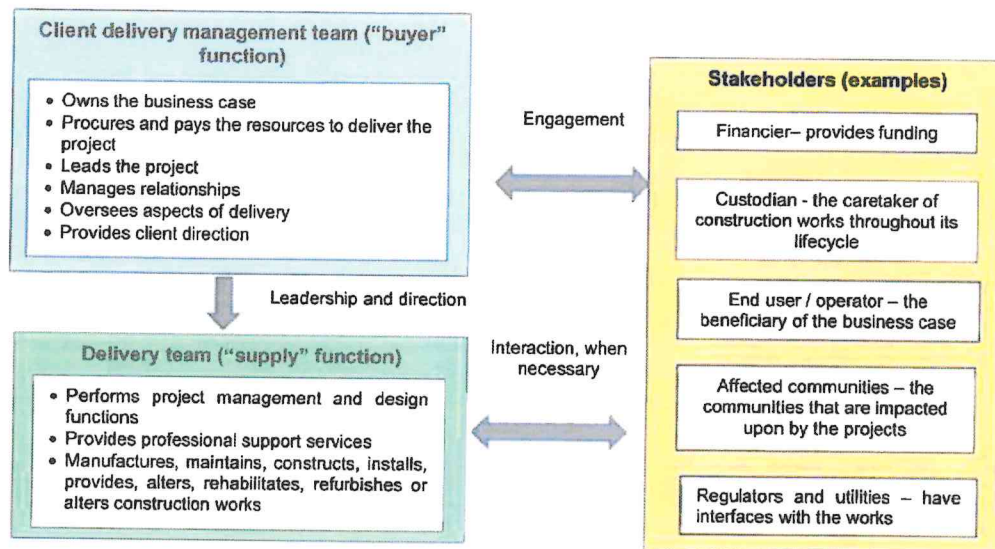 Client delivery management team (“buyer”
function)
• Owns the business case
• Procures and pays the resources to deliver the
project
• Leads the project
• Manages relationships
• Oversees aspects of delivery
• Provides client direction
Leadership and direction
Delivery team (“supply” function)
• Performs project management and design
functions
• Provides professional support services
• Manufactures, maintains, constructs, installs,
provides, alters, rehabilitates, refurbishes or
alters construction works
Engagement
Interaction, when
necessary
Stakeholders (examples)
Financier– provides funding
Custodian - the caretaker of
construction works throughout its
lifecycle
End user / operator – the
beneficiary of the business case
Affected communities – the
communities that are impacted
upon by the projects
Regulators and utilities – have
interfaces with the works